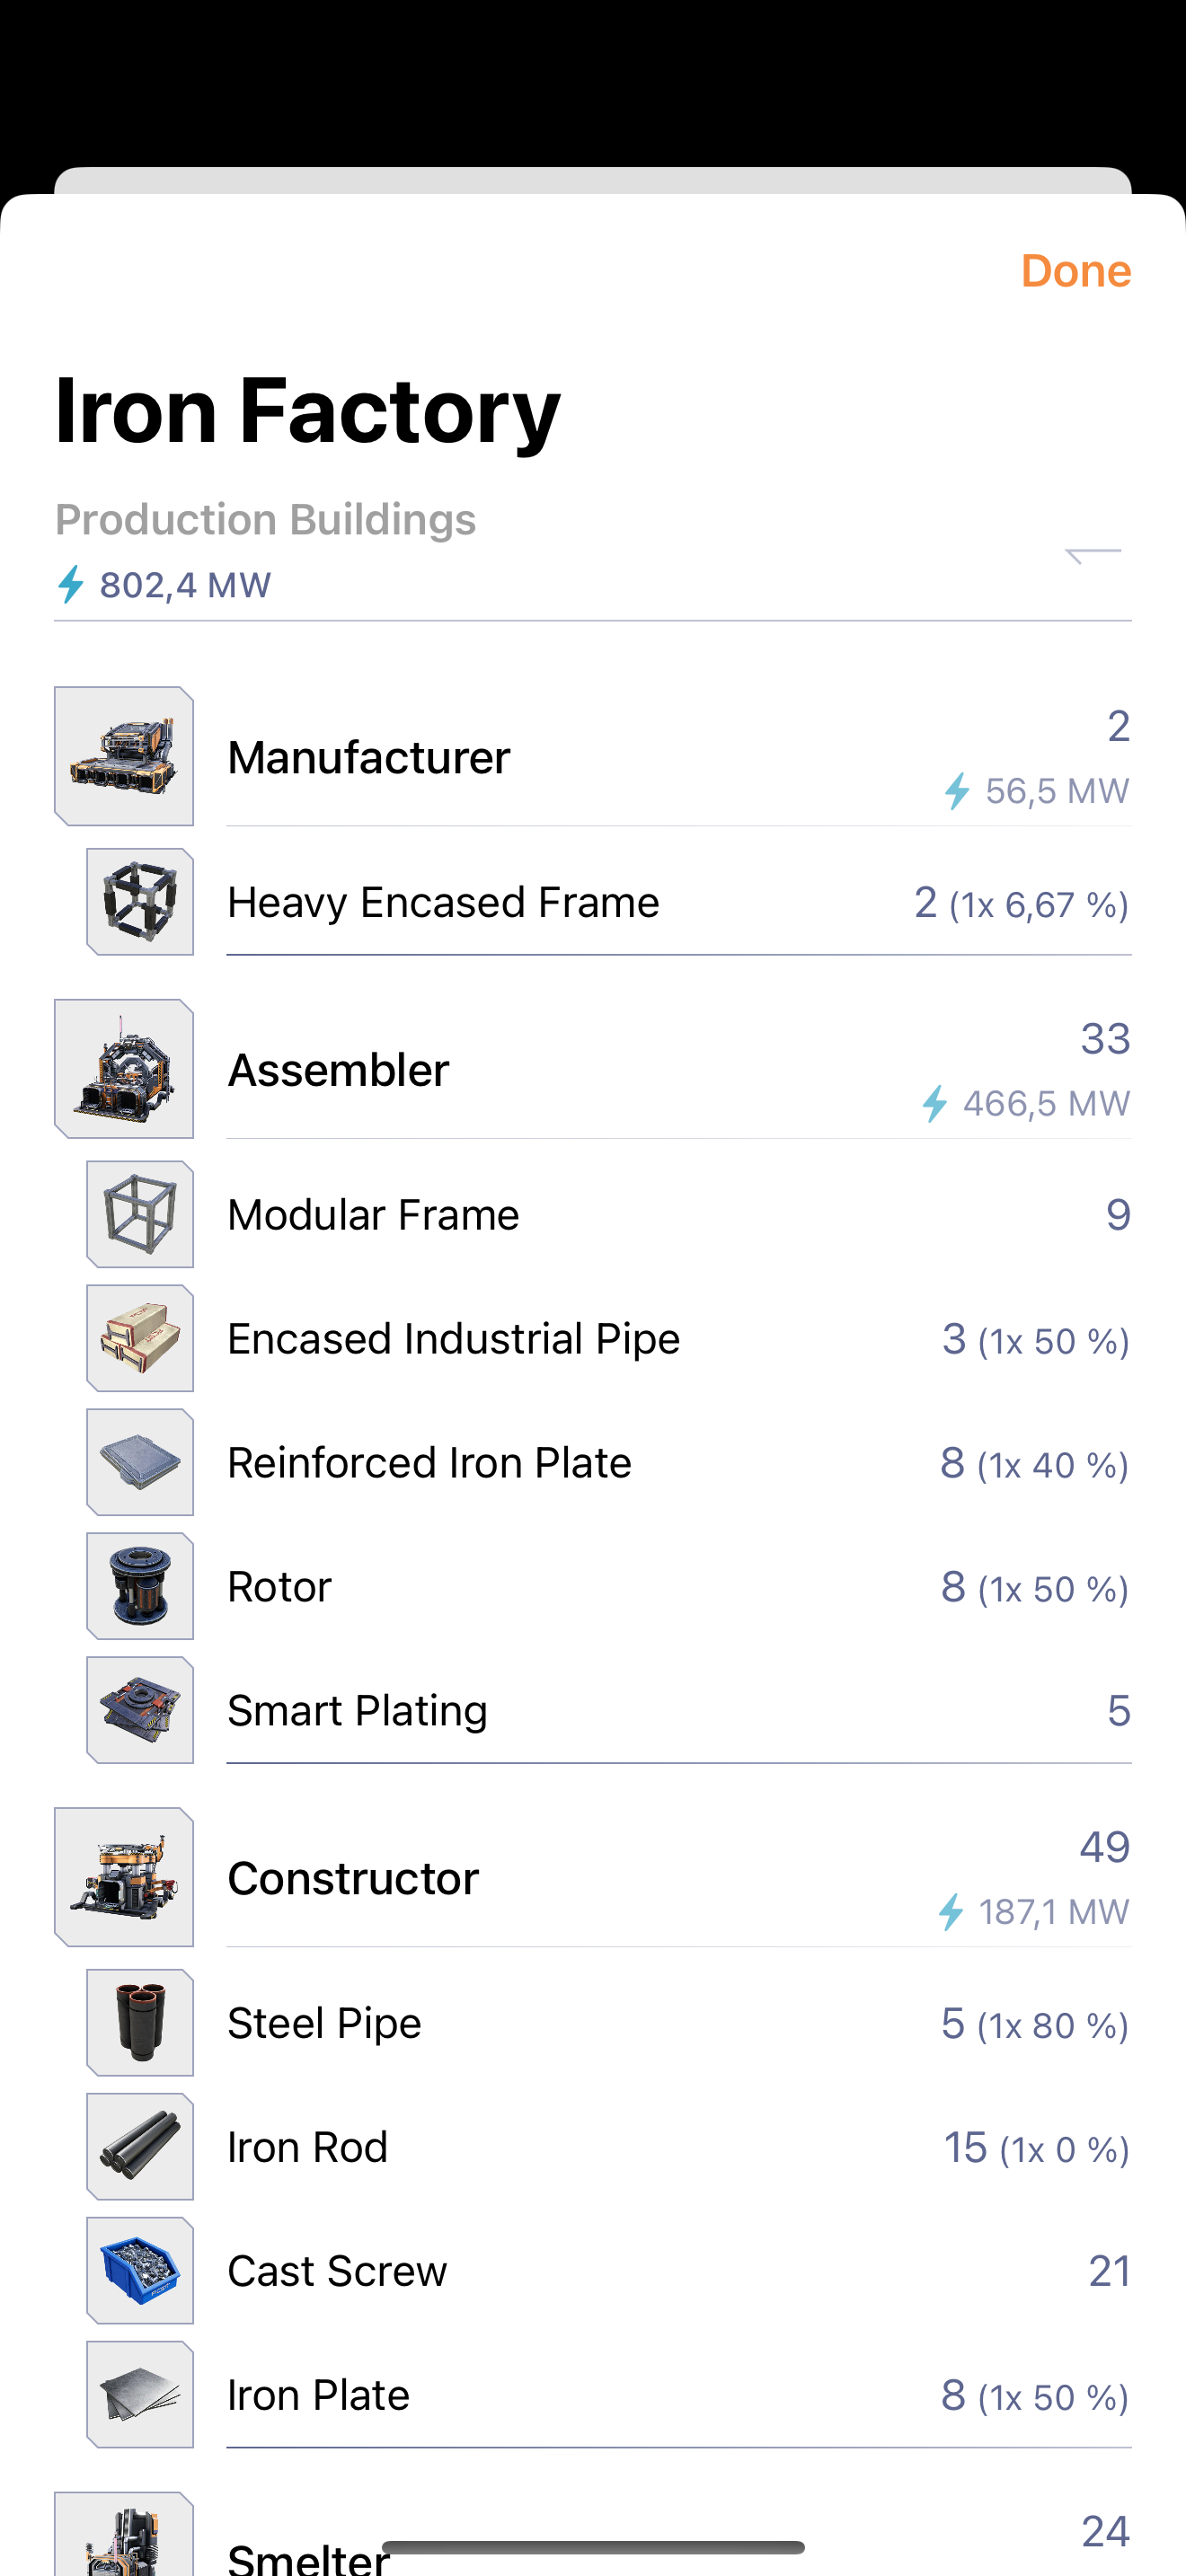 Done
Iron Factory
Production Buildings
802,4 MW
Manufacturer
2
56,5 MW
Heavy Encased Frame
2 (1x 6,67 %)
Assembler
33
466,5 MW
Modular Frame
9
Encased Industrial Pipe
3 (1x 50 %)
Reinforced Iron Plate
8 (1x 40 %)
Rotor
8 (1x 50 %)
Smart Plating
5
Constructor
49
187,1 MW
Steel Pipe
5 (1x 80 %)
Iron Rod
15 (1x 0 %)
Cast Screw
21
Iron Plate
8 (1x 50 %)
Smelter
24